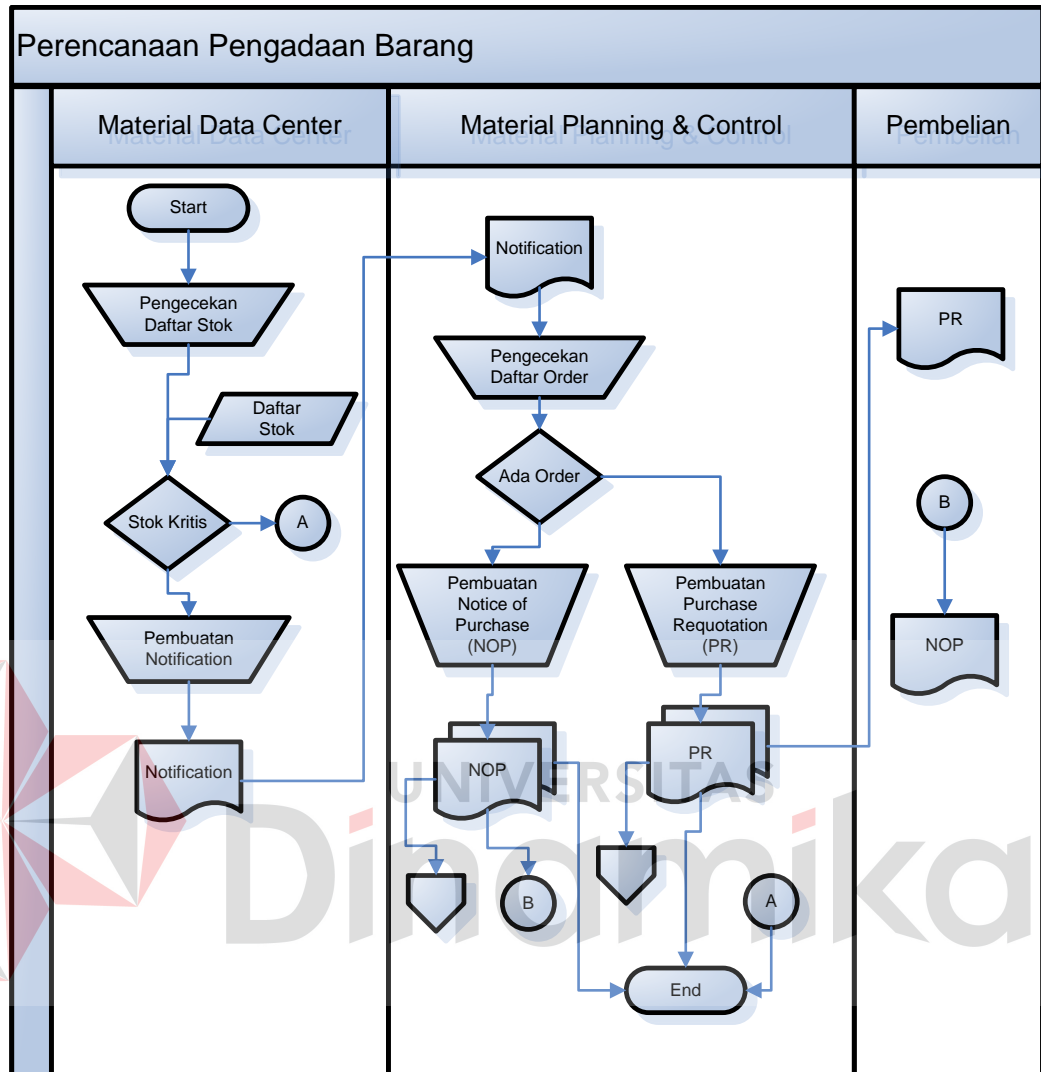 Perencanaan Pengadaan Barang
Material Data Center
Material Planning & Control
Pembelian
Start
Pengecekan
Daftar Stok
Daftar
Stok
Stok Kritis
A
Pembuatan
Notification
Notification
Notification
Pengecekan
Daftar Order
Ada Order
Pembuatan
Notice of
Purchase
(NOP)
Pembuatan
Purchase
Requotation
(PR)
NOP
PR
B
A
End
PR
B
NOP
UNIVERSITAS
Dinamika